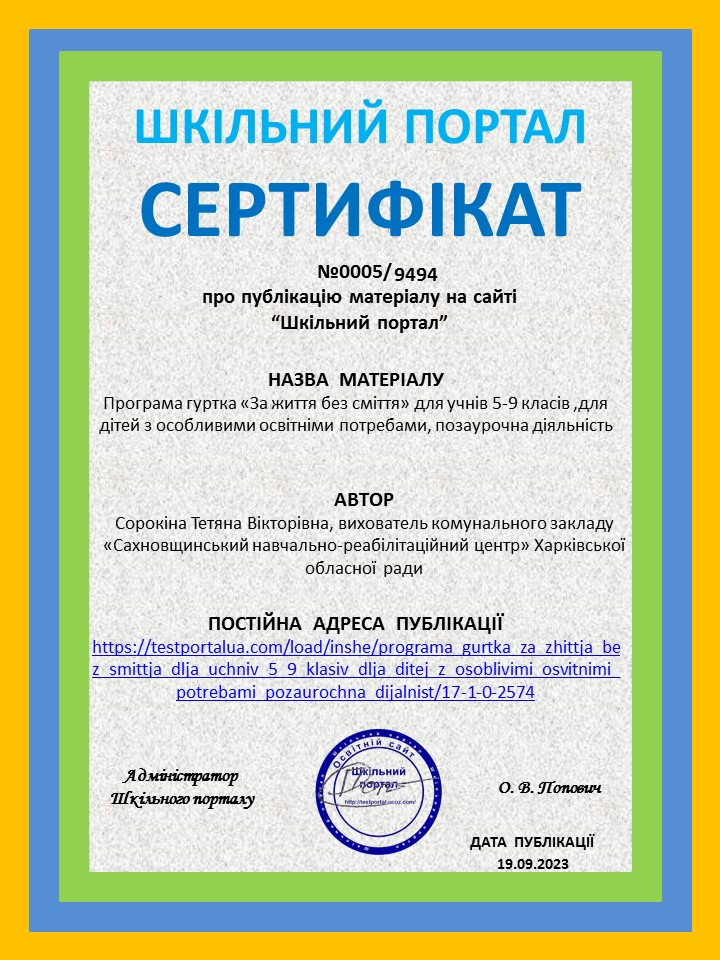 ШКІЛЬНИЙ ПОРТАЛ
СЕРТИФІКАТ
№0005/ 9494
про публікацію матеріалу на сайті
“Шкільний портал”
НАЗВА МАТЕРІАЛУ
Програма гуртка «За життя без сміття» для учнів 5-9 класів ,для
дітей з особливими освітніми потребами, позаурочна діяльність
АВТОР
Сорокіна Тетяна Вікторівна, вихователь комунального закладу
«Сахновщинський навчально-реабілітаційний центр» Харківської
обласної ради
ПОСТІЙНА АДРЕСА ПУБЛІКАЦІЇ
https://testportalua.com/load/inshe/programa_gurtka_za_zhittja_be
z_smittja_dlja_uchniv_5_9_klasiv_dlja_ditej_z_osoblivimi_osvitnimi_
potrebami_pozaurochna_dijalnist/17-1-0-2574
Адміністратор
Шкільного порталу
Освітній сайт
Шкільний
портал
http://testportal.ucoz.com/
О. В. Попович
ДАТА ПУБЛІКАЦІЇ
19.09.2023